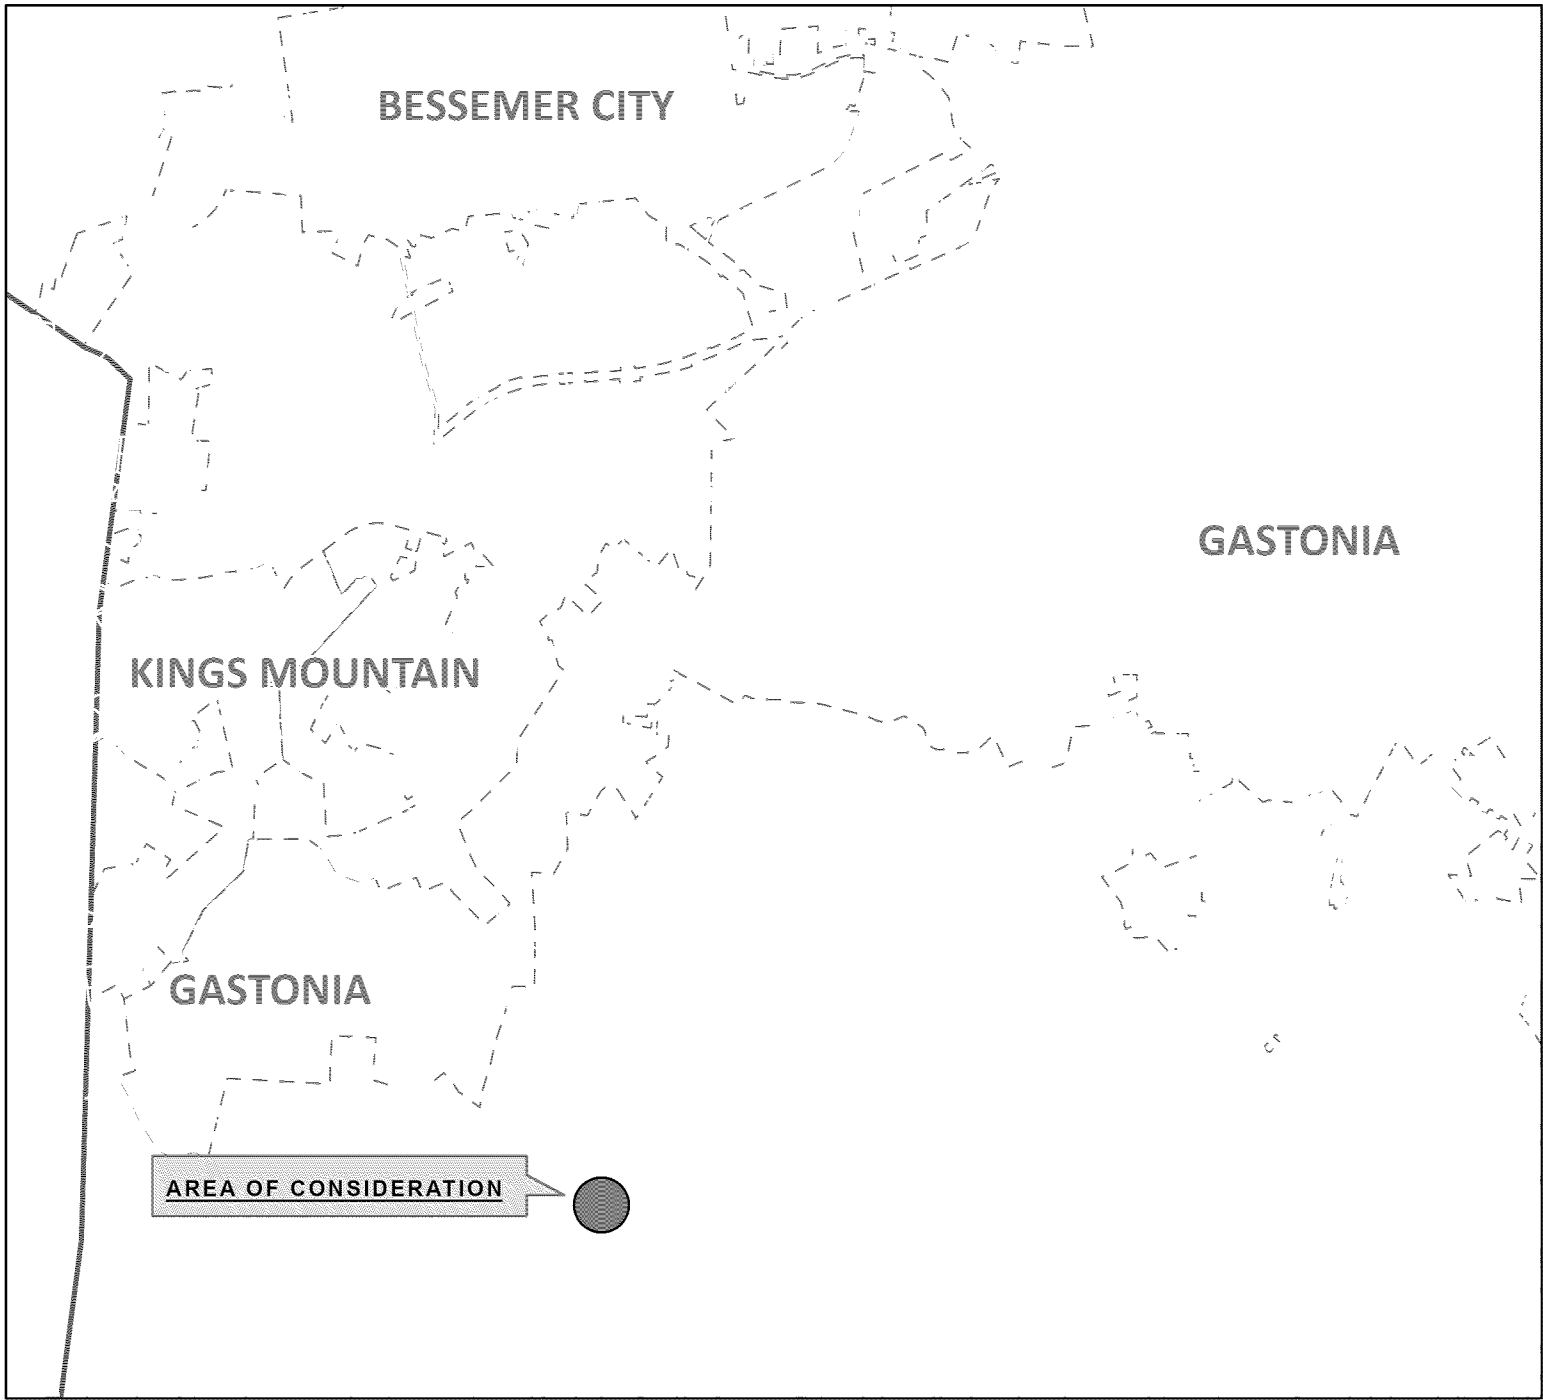 BESSEMER CITY
GASTONIA
KINGS MOUNTAIN
GASTONIA
AREA OF CONSIDERATION